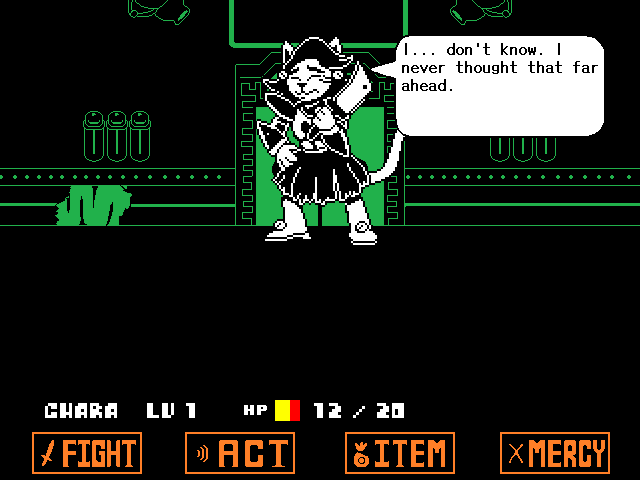 I... don't know. I
never thought that far
ahead.
CHARA LV 1 HP 12 / 20
FIGHT ACT ITEM MERCY